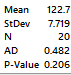 Mean 122.7
StDev 7.719
N 20
AD 0.482
P-Value 0.206